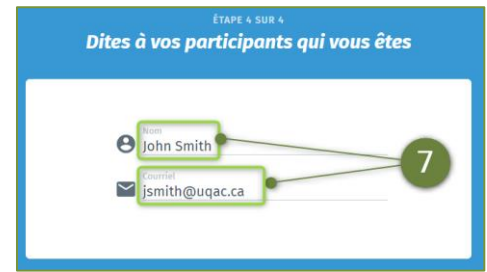 ÉTAPE 4 SUR 4
Dites à vos participants qui vous êtes
Nom
John Smith
7
Courriel
jsmith@uqac.ca